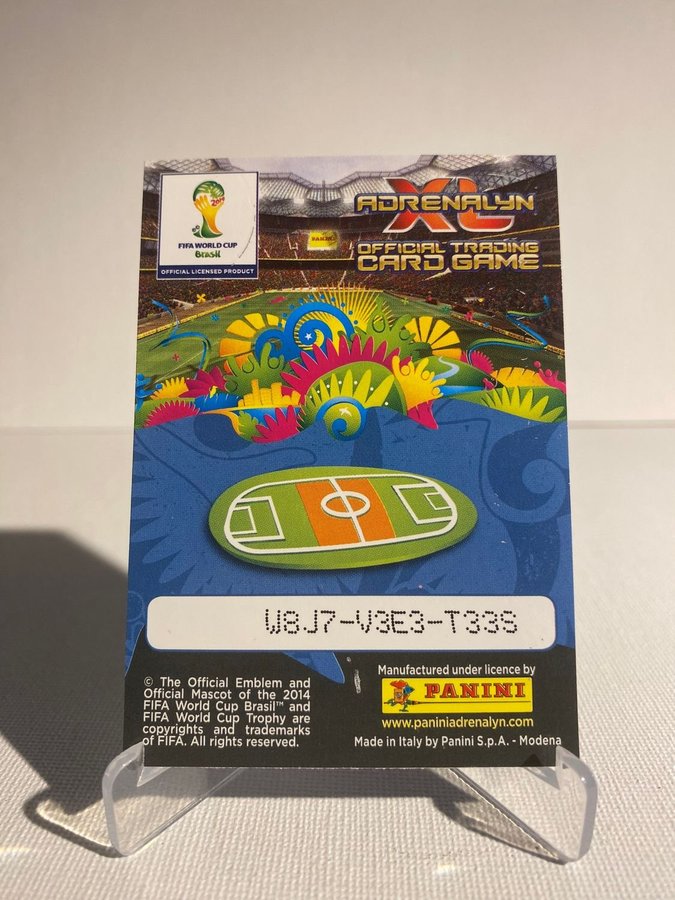 2014
FIFA WORLD CUP
Brasil
OFFICIAL LICENSED PRODUCT
ADRENALYN
XL
OFFICIAL TRADING
CARD GAME
PANINI
W8J7-V3E3-T33S
© The Official Emblem and
Official Mascot of the 2014
FIFA World Cup Brasil™ and
FIFA World Cup Trophy are
copyrights and trademarks
of FIFA. All rights reserved.
Manufactured under licence by
PANINI
www.paniniadrenalyn.com
Made in Italy by Panini S.p.A. - Modena